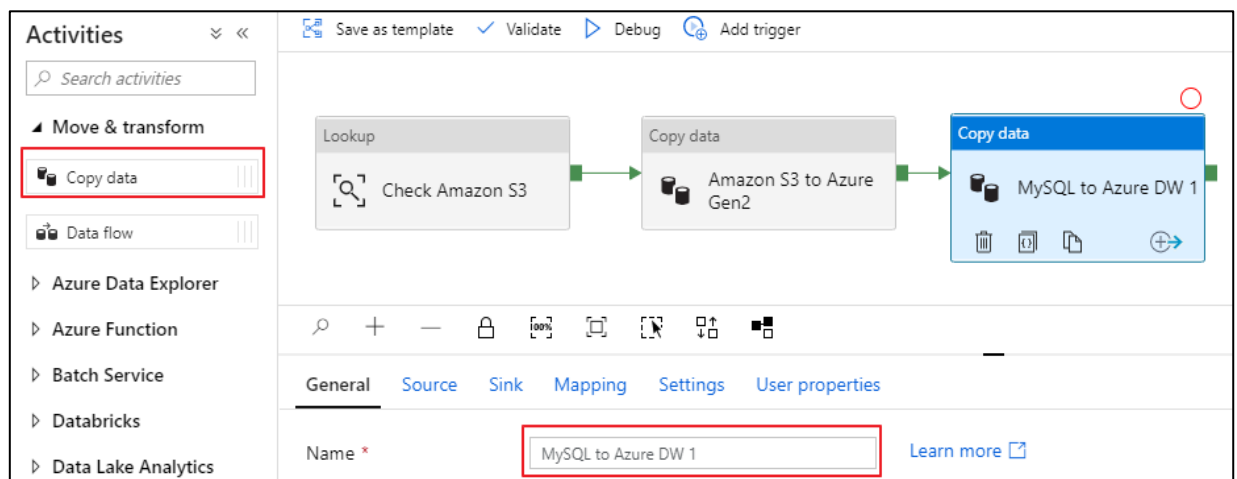 Activities
Search activities
Move & transform
Copy data
Data flow
Azure Data Explorer
Azure Function
Batch Service
Databricks
Data Lake Analytics
Save as template Validate Debug Add trigger
Lookup
Check Amazon S3
Copy data
Amazon S3 to Azure
Gen2
Copy data
MySQL to Azure DW 1
100%
General Source Sink Mapping Settings User properties
Name * MySQL to Azure DW 1 Learn more